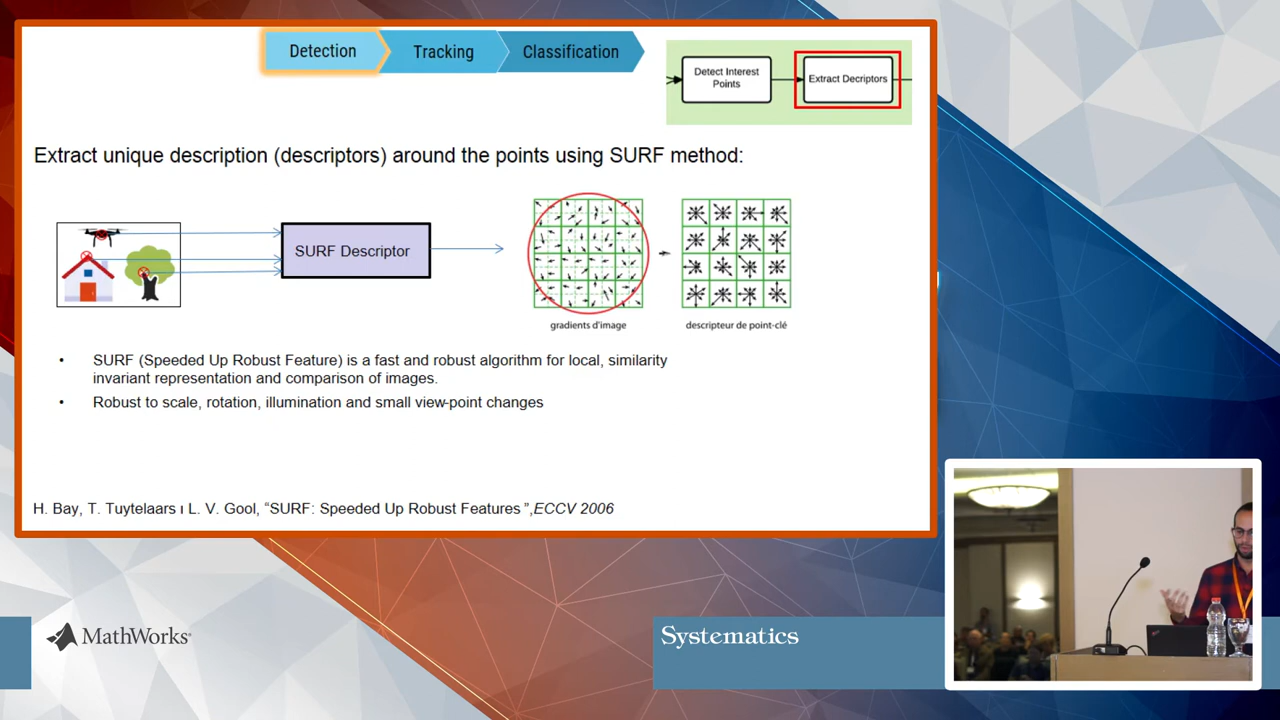 Detection
Tracking
Classification
Detect Interest
Points
Extract Decriptors
Extract unique description (descriptors) around the points using SURF method:
SURF Descriptor
gradients d'image
descripteur de point-clé
• SURF (Speeded Up Robust Feature) is a fast and robust algorithm for local, similarity
invariant representation and comparison of images.
• Robust to scale, rotation, illumination and small view-point changes
H. Bay, T. Tuytelaars ı L. V. Gool, “SURF: Speeded Up Robust Features ”,ECCV 2006
MathWorks®
Systematics